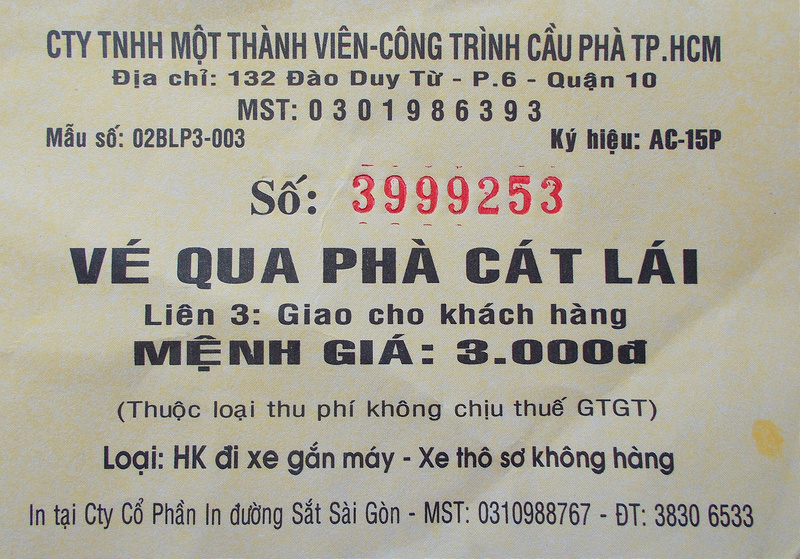 CTY TNHH MỘT THÀNH VIÊN-CÔNG TRÌNH CẦU PHÀ TP.HCM
Địa chỉ: 132 Đào Duy Từ - P.6 - Quận 10
MST: 0301986393
Mẫu số: 02BLP3-003 Ký hiệu: AC-15P
Số: 3999253
VÉ QUA PHÀ CÁT LÁI
Liên 3: Giao cho khách hàng
MỆNH GIÁ: 3.000đ
(Thuộc loại thu phí không chịu thuế GTGT)
Loại: HK đi xe gắn máy - Xe thô sơ không hàng
In tại Cty Cổ Phần In đường Sắt Sài Gòn - MST: 0310988767 - ĐT: 3830 6533